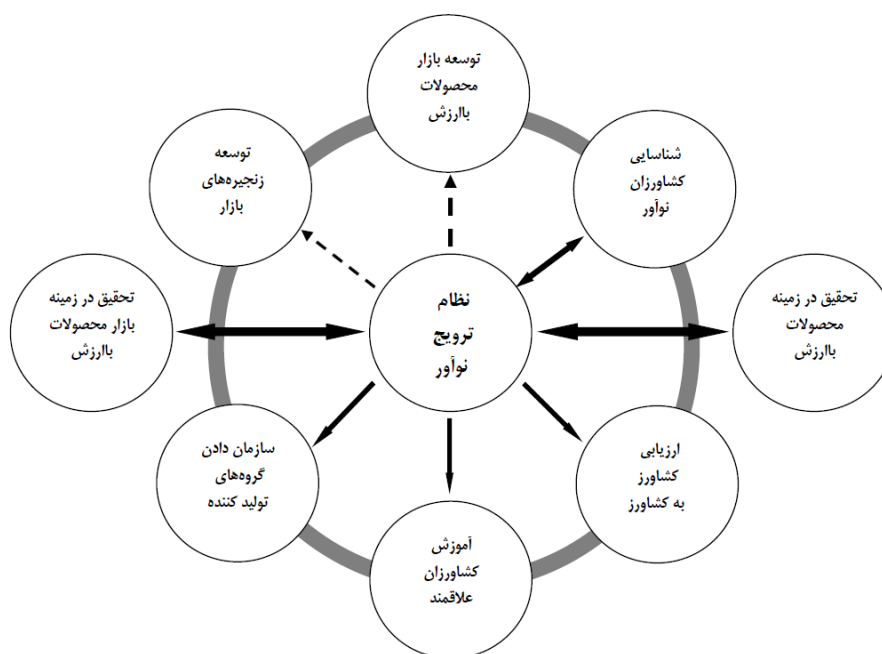 توسعه بازار
محصولات
باارزش
شناسایی
کشاورزان
نوآور
توسعه
زنجیره‌های
بازار
تحقیق در زمینه
محصولات
باارزش
نظام
ترویج
نوآور
تحقیق در زمینه
بازار محصولات
باارزش
ارزیابی
کشاورز
به کشاورز
سازمان دادن
گروه‌های
تولید کننده
آموزش
کشاورزان
علاقمند